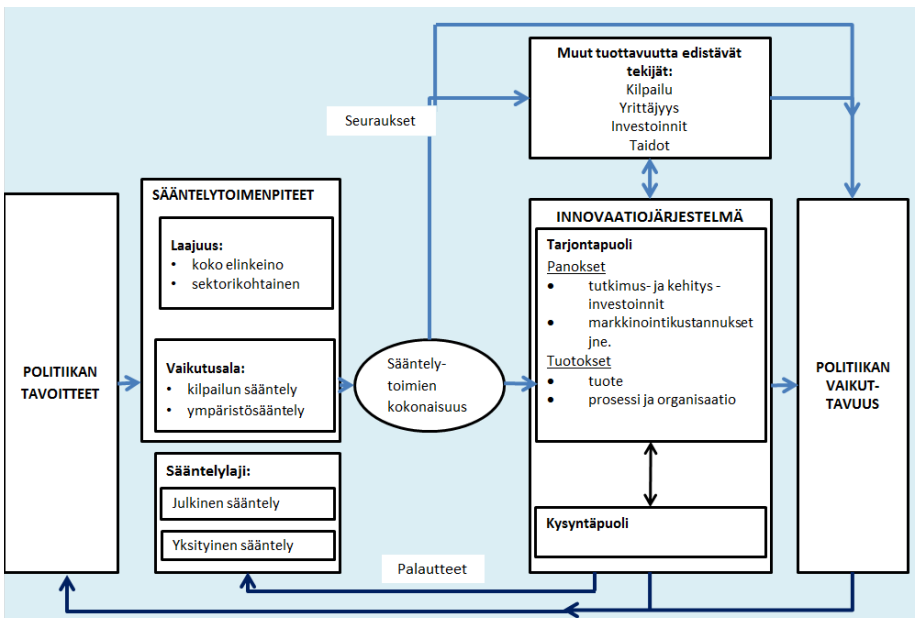 Muut tuottavuutta edistävät
tekijät:
Kilpailu
Yrittäjyys
Investoinnit
Taidot
Seuraukset
SÄÄNTELYTOIMENPITEET
Laajuus:
• koko elinkeino
• sektorikohtainen
Vaikutusala:
• kilpailun sääntely
• ympäristösääntely
Sääntelylaji:
Julkinen sääntely
Yksityinen sääntely
POLITIIKAN
TAVOITTEET
Sääntely-
toimien
kokonaisuus
INNOVAATIOJÄRJESTELMÄ
Tarjontapuoli
Panokset
• tutkimus- ja kehitys -
investoinnit
• markkinointikustannukset
jne.
Tuotokset
• tuote
• prosessi ja organisaatio
Kysyntäpuoli
POLITIIKAN
VAIKUT-
TAVUUS
Palautteet